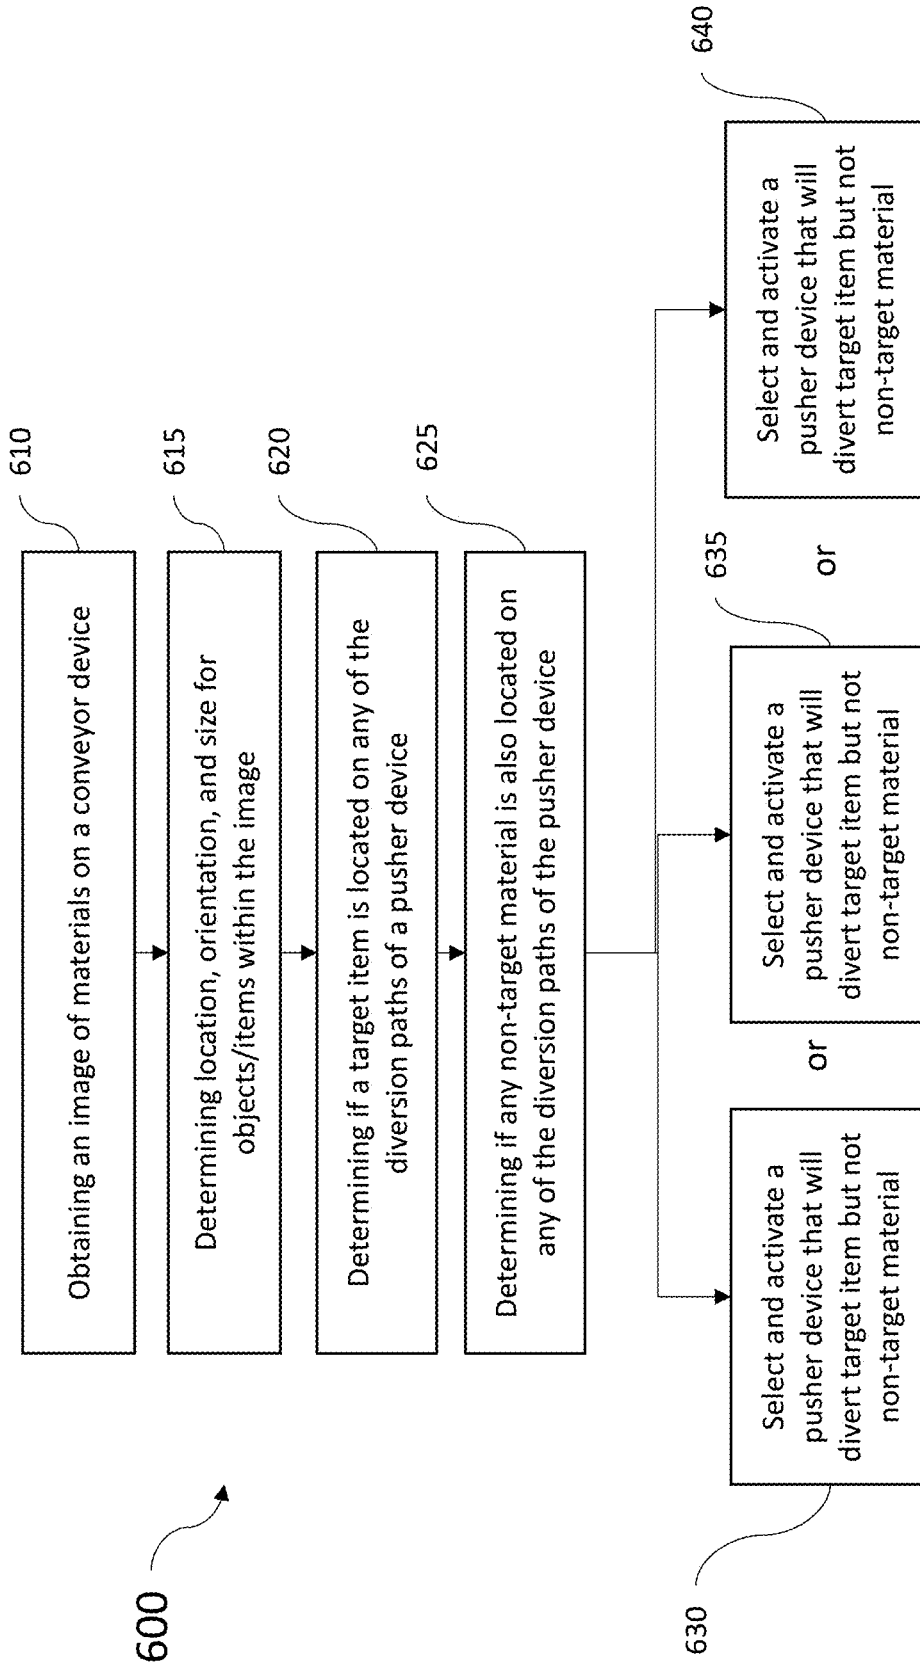 600
610
Obtaining an image of materials on a conveyor device
615
Determining location, orientation, and size for
objects/items within the image
620
Determining if a target item is located on any of the
diversion paths of a pusher device
625
Determining if any non-target material is also located on
any of the diversion paths of the pusher device
630
Select and activate a
pusher device that will
divert target item but not
non-target material
or
635
Select and activate a
pusher device that will
divert target item but not
non-target material
or
640
Select and activate a
pusher device that will
divert target item but not
non-target material